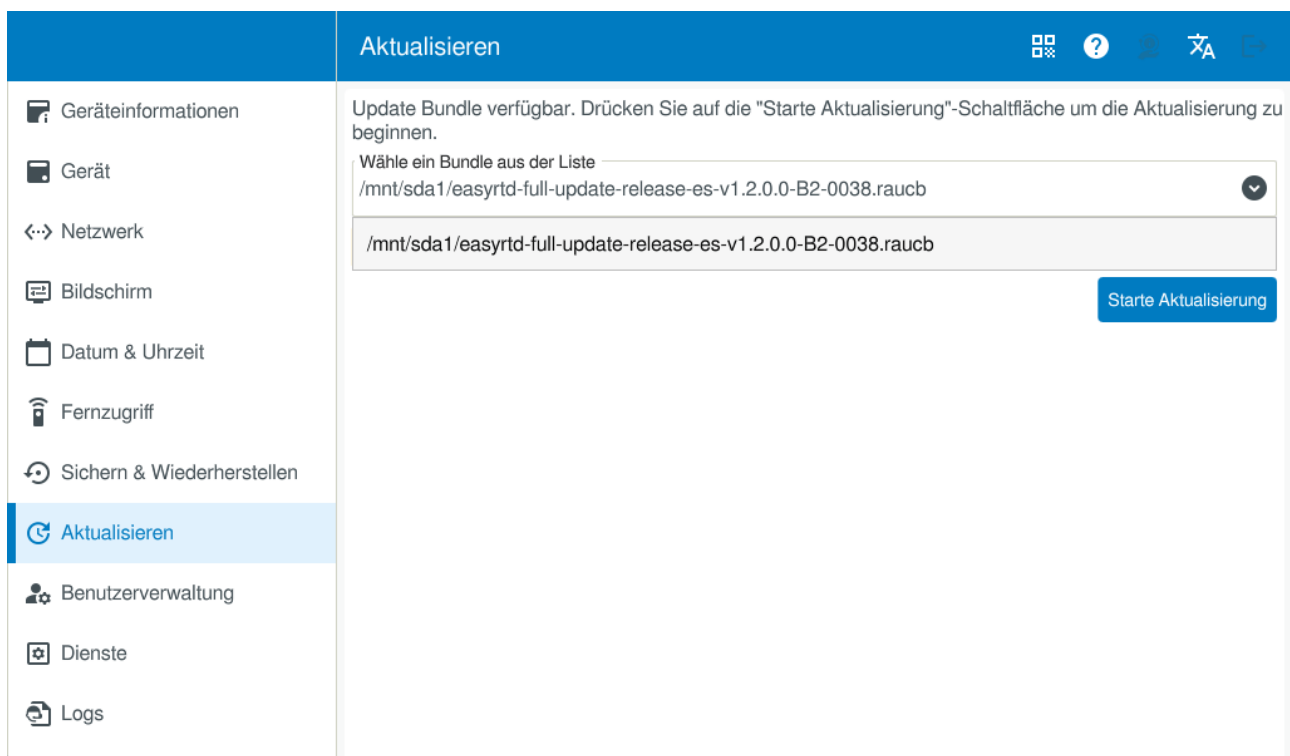 Aktualisieren
Geräteinformationen
Gerät
Netzwerk
Bildschirm
Datum & Uhrzeit
Fernzugriff
Sichern & Wiederherstellen
Aktualisieren
Benutzerverwaltung
Dienste
Logs
Update Bundle verfügbar. Drücken Sie auf die "Starte Aktualisierung"-Schaltfläche um die Aktualisierung zu
beginnen.
Wähle ein Bundle aus der Liste
/mnt/sda1/easyrtd-full-update-release-es-v1.2.0.0-B2-0038.raucb
/mnt/sda1/easyrtd-full-update-release-es-v1.2.0.0-B2-0038.raucb
Starte Aktualisierung